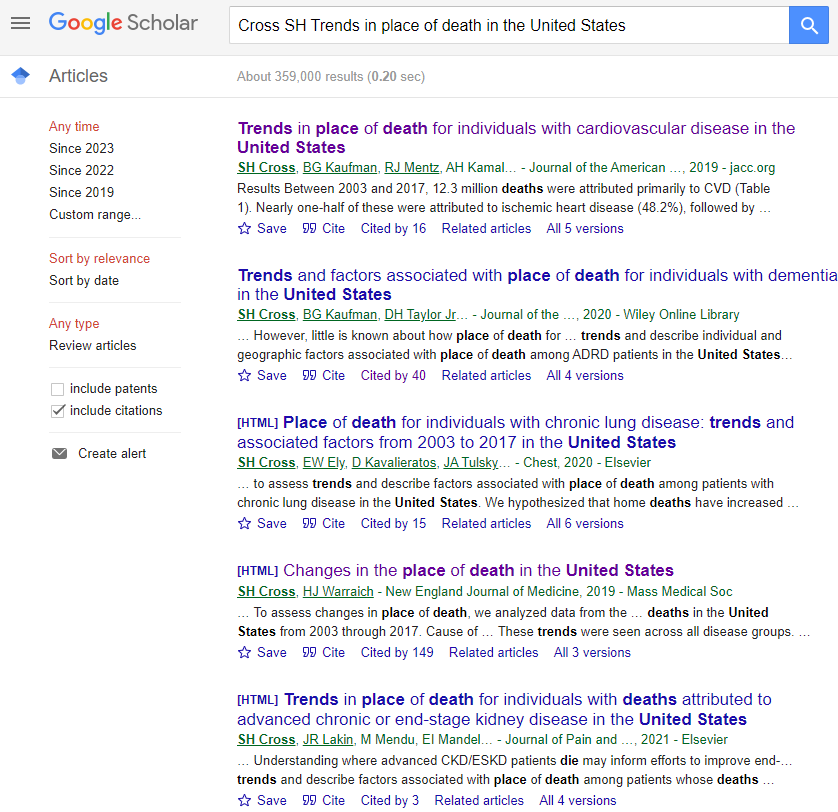 Google Scholar
Cross SH Trends in place of death in the United States
Articles
About 359,000 results (0.20 sec)
Any time
Since 2023
Since 2022
Since 2019
Custom range...
Sort by relevance
Sort by date
Any type
Review articles
include patents
include citations
Create alert
Trends in place of death for individuals with cardiovascular disease in the
United States
SH Cross, BG Kaufman, RJ Mentz, AH Kamal… - Journal of the American …, 2019 - jacc.org
Results Between 2003 and 2017, 12.3 million deaths were attributed primarily to CVD (Table
1). Nearly one-half of these were attributed to ischemic heart disease (48.2%), followed by …
Save Cite Cited by 16 Related articles All 5 versions
Trends and factors associated with place of death for individuals with dementia
in the United States
SH Cross, BG Kaufman, DH Taylor Jr… - Journal of the …, 2020 - Wiley Online Library
… However, little is known about how place of death for … trends and describe individual and
geographic factors associated with place of death among ADRD patients in the United States…
Save Cite Cited by 40 Related articles All 4 versions
[HTML] Place of death for individuals with chronic lung disease: trends and
associated factors from 2003 to 2017 in the United States
SH Cross, EW Ely, D Kavalieratos, JA Tulsky… - Chest, 2020 - Elsevier
… to assess trends and describe factors associated with place of death among patients with
chronic lung disease in the United States. We hypothesized that home deaths have increased …
Save Cite Cited by 15 Related articles All 6 versions
[HTML] Changes in the place of death in the United States
SH Cross, HJ Warraich - New England Journal of Medicine, 2019 - Mass Medical Soc
… To assess changes in place of death, we analyzed data from the … deaths in the United
States from 2003 through 2017. Cause of … These trends were seen across all disease groups. …
Save Cite Cited by 149 Related articles All 3 versions
[HTML] Trends in place of death for individuals with deaths attributed to
advanced chronic or end-stage kidney disease in the United States
SH Cross, JR Lakin, M Mendu, EI Mandel… - Journal of Pain and …, 2021 - Elsevier
… Understanding where advanced CKD/ESKD patients die may inform efforts to improve end-…
trends and describe factors associated with place of death among patients whose deaths …
Save Cite Cited by 3 Related articles All 4 versions